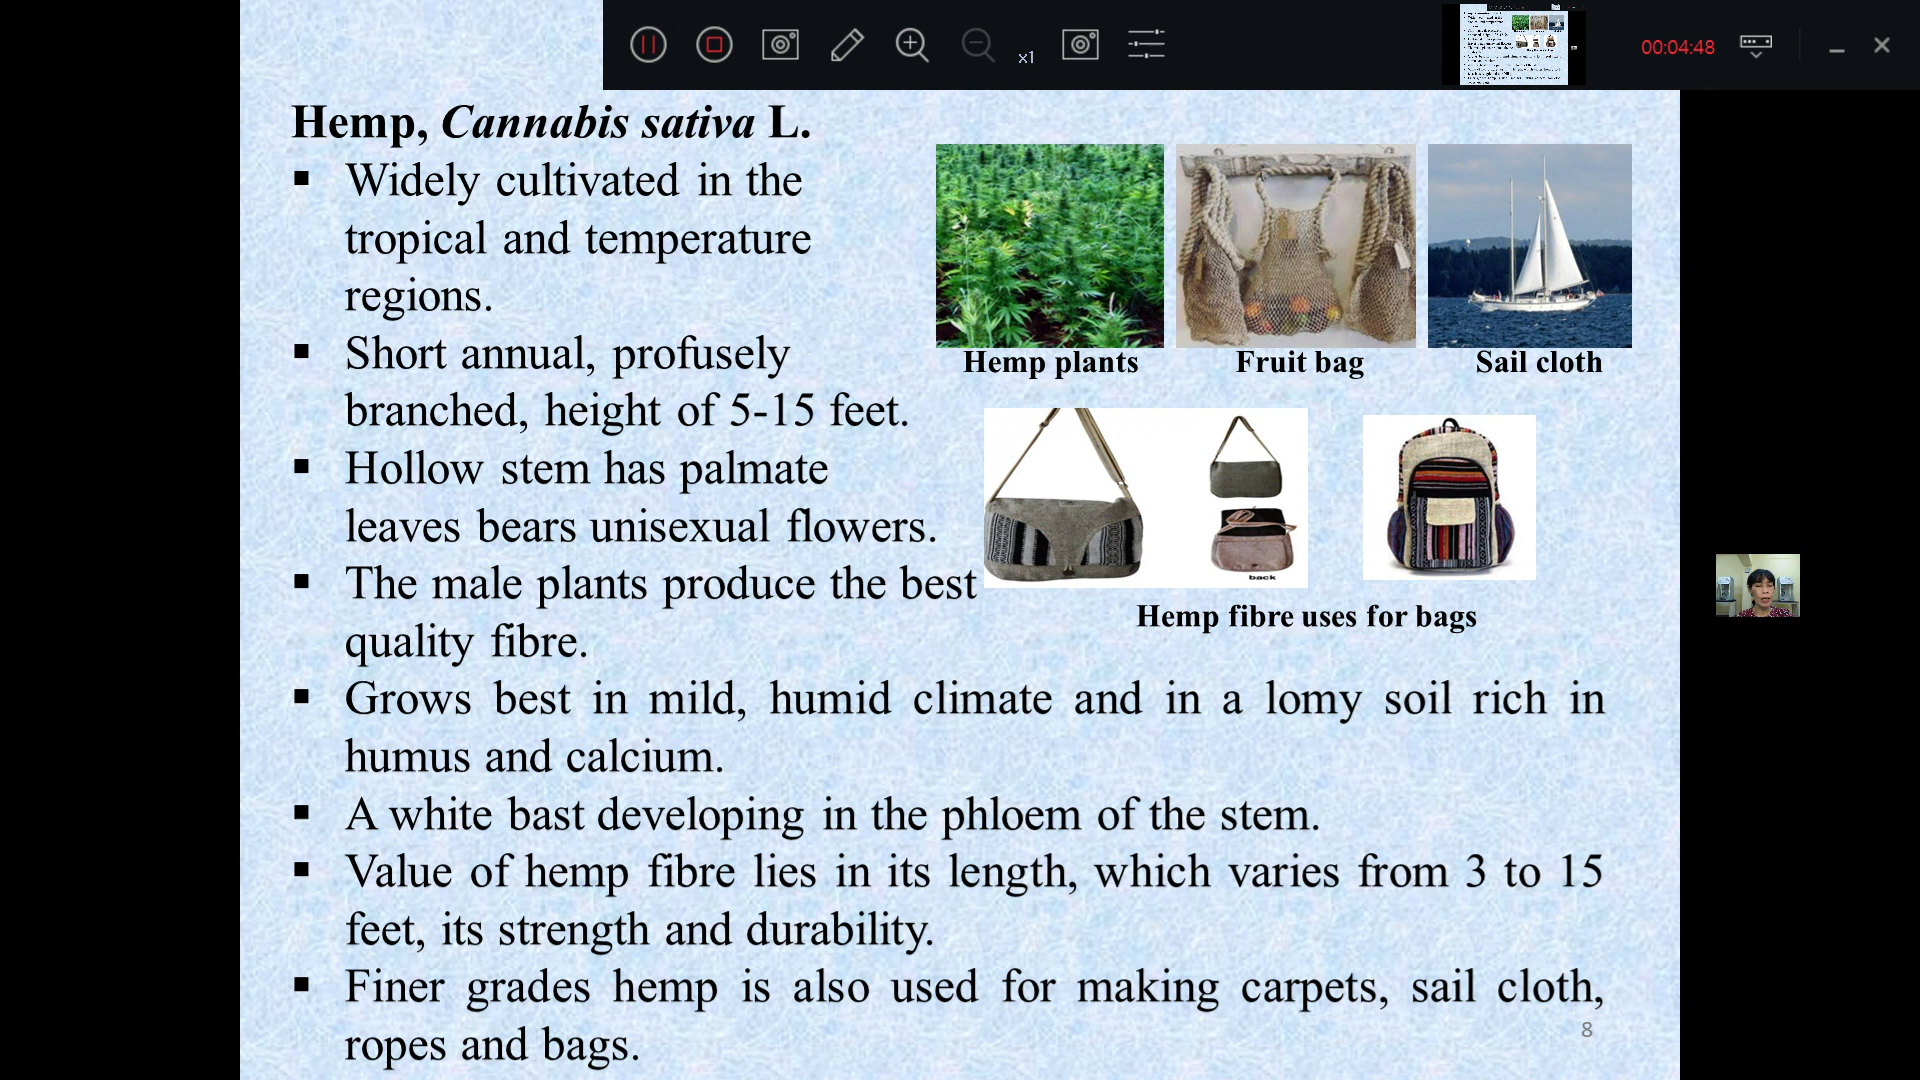 x1
00:04:48
Hemp, Cannabis sativa L.
▪ Widely cultivated in the
tropical and temperature
regions.
▪ Short annual, profusely
branched, height of 5-15 feet.
▪ Hollow stem has palmate
leaves bears unisexual flowers.
▪ The male plants produce the best
quality fibre.
▪ Grows best in mild, humid climate and in a lomy soil rich in
humus and calcium.
▪ A white bast developing in the phloem of the stem.
▪ Value of hemp fibre lies in its length, which varies from 3 to 15
feet, its strength and durability.
▪ Finer grades hemp is also used for making carpets, sail cloth,
ropes and bags.
Hemp plants
Fruit bag
Sail cloth
back
Hemp fibre uses for bags
8